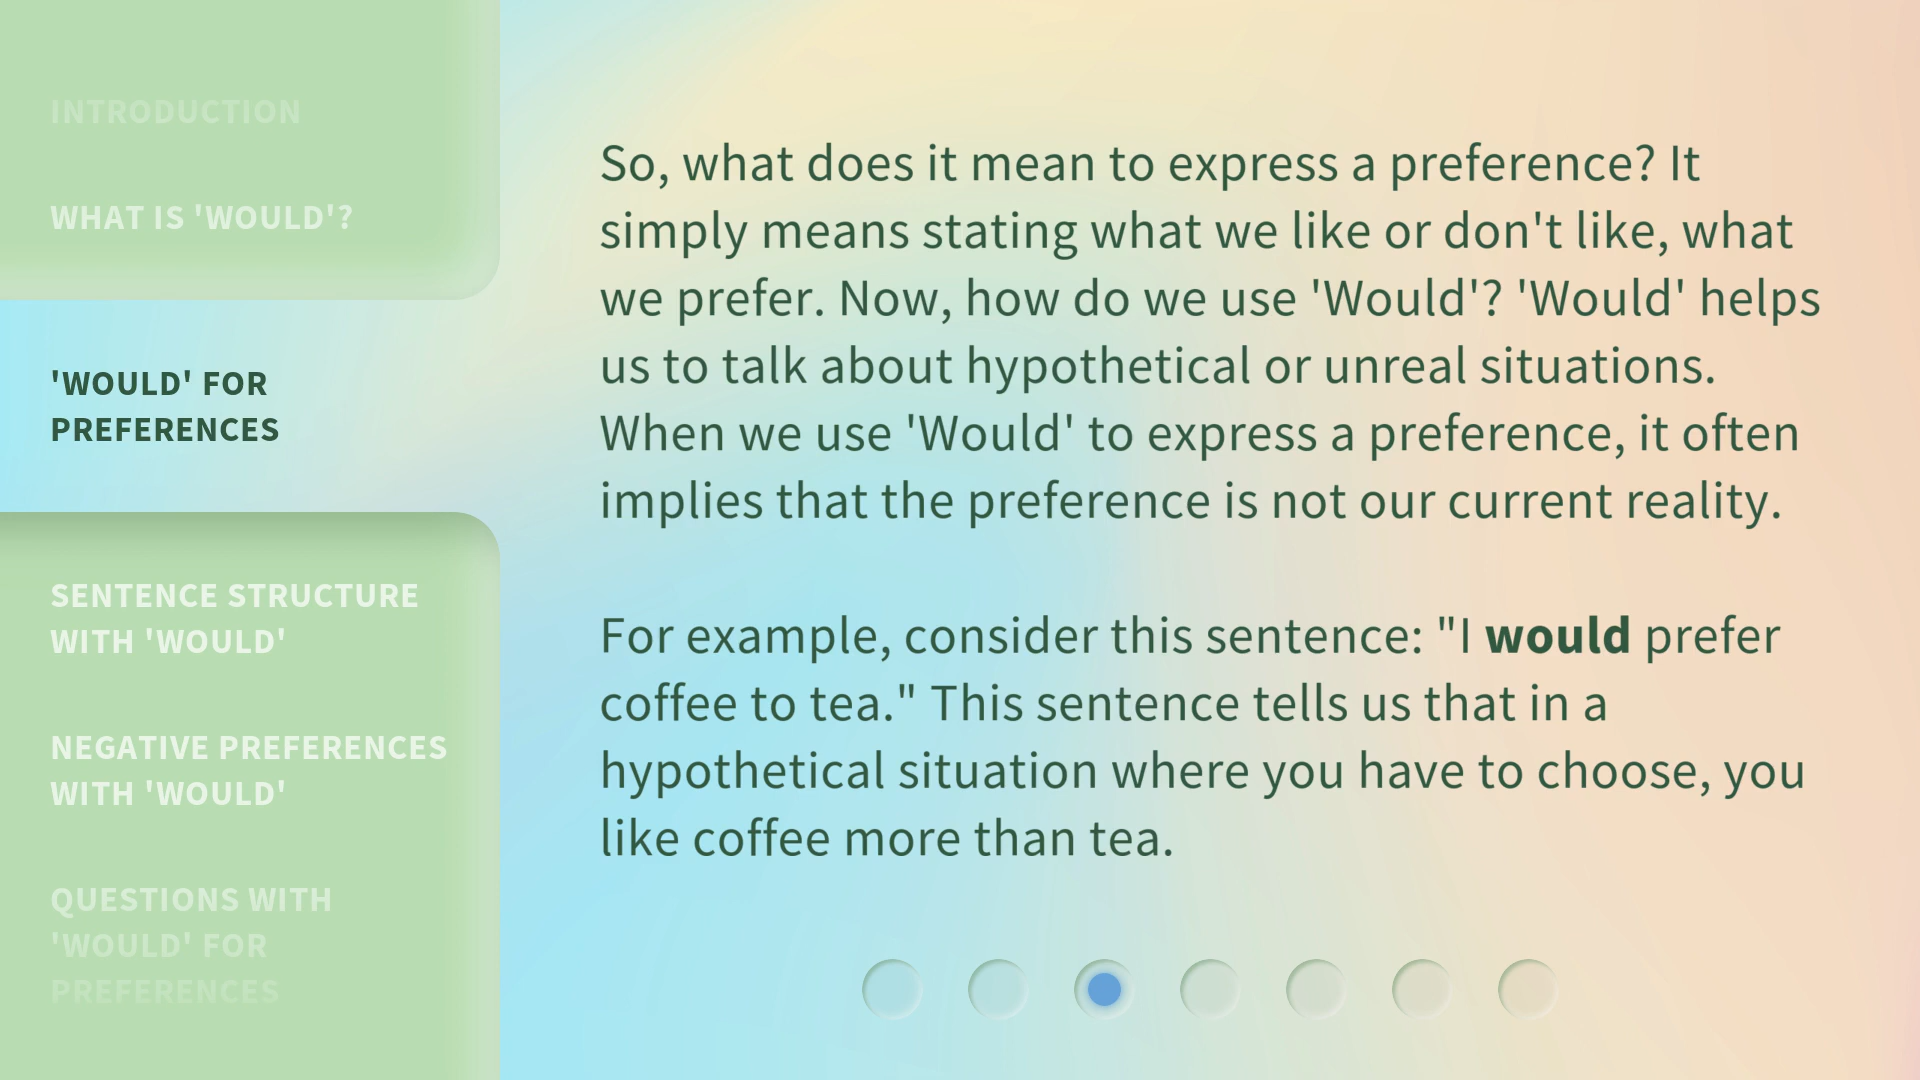 INTRODUCTION
WHAT IS 'WOULD'?
'WOULD' FOR
PREFERENCES
SENTENCE STRUCTURE
WITH 'WOULD'
NEGATIVE PREFERENCES
WITH 'WOULD'
QUESTIONS WITH
'WOULD' FOR
PREFERENCES
So, what does it mean to express a preference? It
simply means stating what we like or don't like, what
we prefer. Now, how do we use 'Would'? 'Would' helps
us to talk about hypothetical or unreal situations.
When we use 'Would' to express a preference, it often
implies that the preference is not our current reality.
For example, consider this sentence: "I would prefer
coffee to tea." This sentence tells us that in a
hypothetical situation where you have to choose, you
like coffee more than tea.